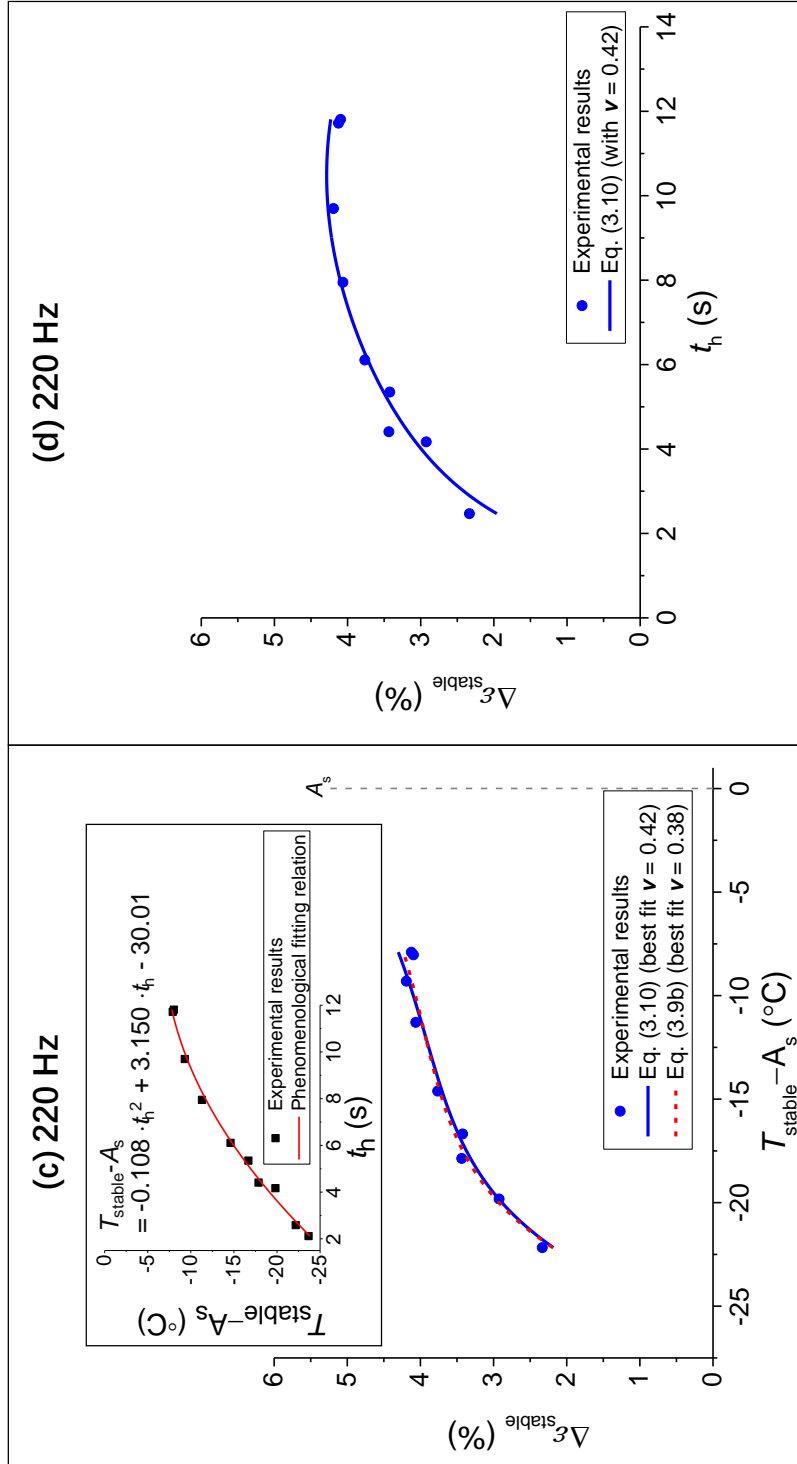 (c) 220 Hz
T_stable-A_s
= -0.108 · t_h² + 3.150 · t_h - 30.01
0
-5
-10
-15
-20
-25
T_stable–A_s (°C)
Experimental results
Phenomenological fitting relation
2 4 6 8 10 12
t_h (s)
A_s
6
5
4
3
2
1
0
Δε_stable (%)
Experimental results
Eq. (3.10) (best fit v = 0.42)
Eq. (3.9b) (best fit v = 0.38)
-25 -20 -15 -10 -5 0
T_stable–A_s (°C)
(d) 220 Hz
6
5
4
3
2
1
0
Δε_stable (%)
Experimental results
Eq. (3.10) (with v = 0.42)
0 2 4 6 8 10 12 14
t_h (s)